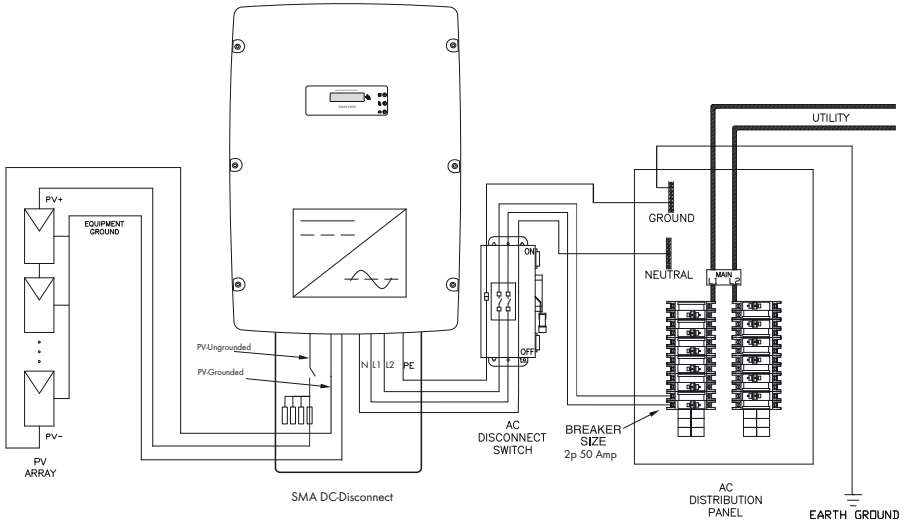 PV+
EQUIPMENT
GROUND
PV-
PV
ARRAY
PV-Ungrounded
PV-Grounded
N L1 L2 PE
SMA DC-Disconnect
ON
OFF
AC
DISCONNECT
SWITCH
UTILITY
GROUND
NEUTRAL
MAIN
L1 L2
BREAKER
SIZE
2p 50 Amp
AC
DISTRIBUTION
PANEL
EARTH GROUND